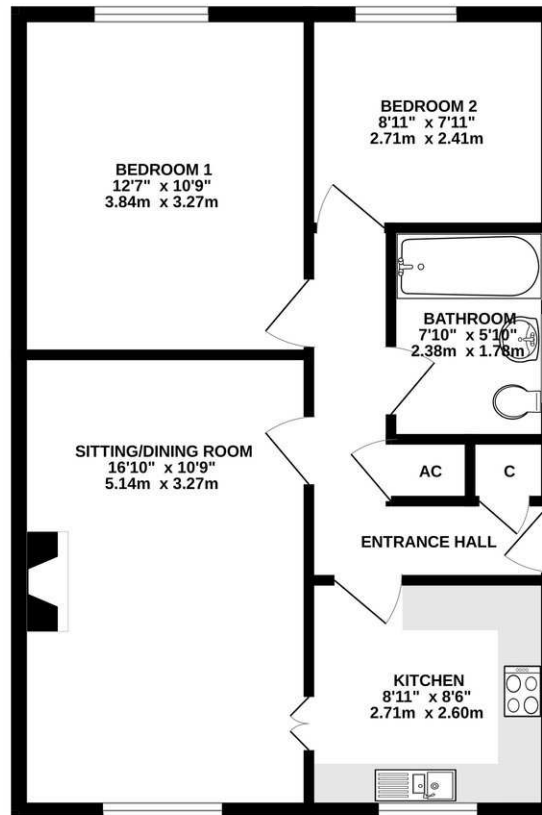 BEDROOM 1
12'7" x 10'9"
3.84m x 3.27m
BEDROOM 2
8'11" x 7'11"
2.71m x 2.41m
BATHROOM
7'10" x 5'10"
2.38m x 1.78m
SITTING/DINING ROOM
16'10" x 10'9"
5.14m x 3.27m
AC
C
ENTRANCE HALL
KITCHEN
8'11" x 8'6"
2.71m x 2.60m